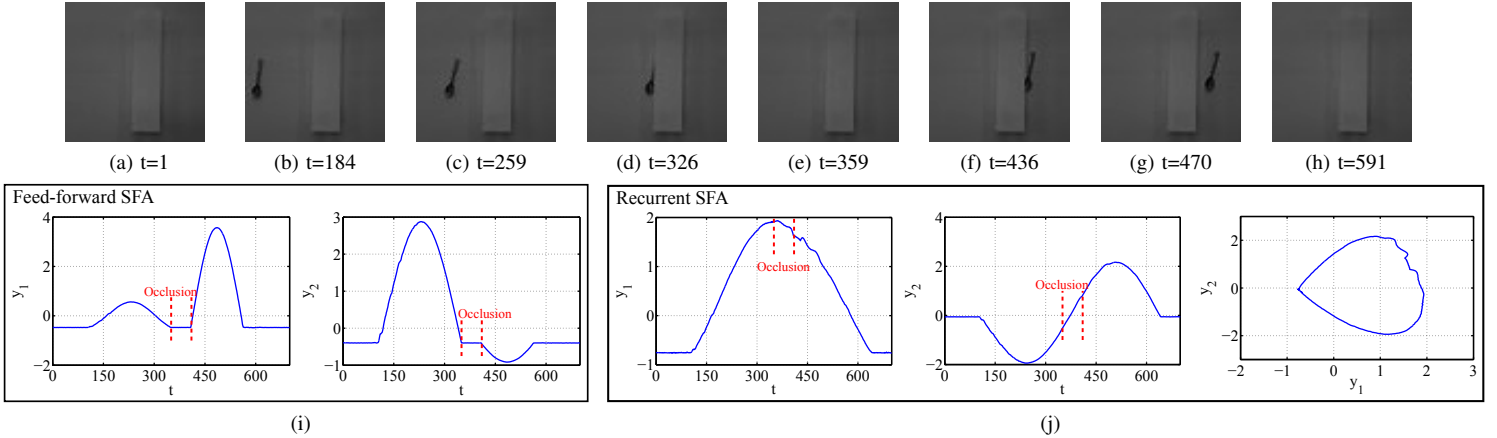 (a) t=1
(b) t=184
(c) t=259
(d) t=326
(e) t=359
(f) t=436
(g) t=470
(h) t=591
Feed-forward SFA
4
2
0
−2
y1
Occlusion
0
150
300
450
600
t
3
2
1
0
−1
y2
Occlusion
0
150
300
450
600
t
(i)
Recurrent SFA
2
1
0
−1
y1
Occlusion
0
150
300
450
600
t
4
2
0
−2
y2
Occlusion
0
150
300
450
600
t
2
0
−2
y2
−2
−1
0
1
2
3
y1
(j)